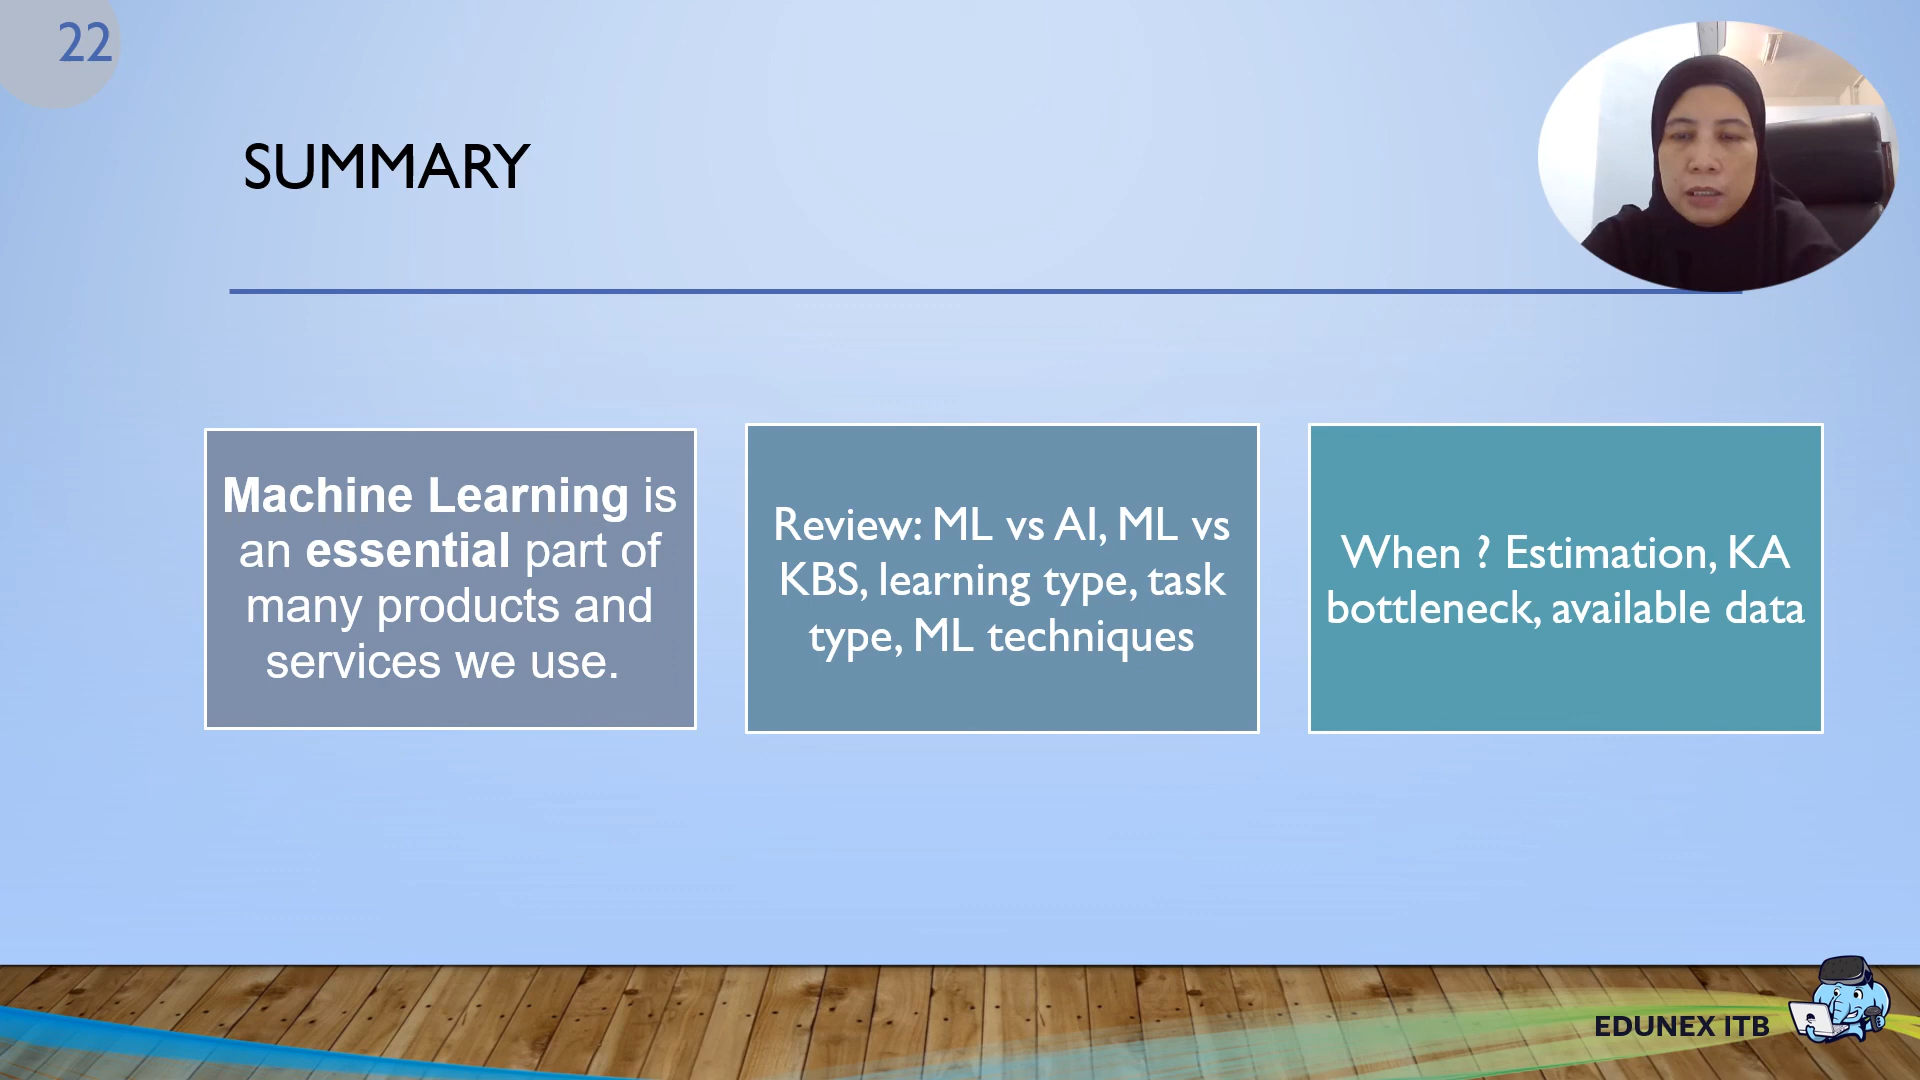 22
SUMMARY
Machine Learning is
an essential part of
many products and
services we use.
Review: ML vs AI, ML vs
KBS, learning type, task
type, ML techniques
When ? Estimation, KA
bottleneck, available data
EDUNEX ITB